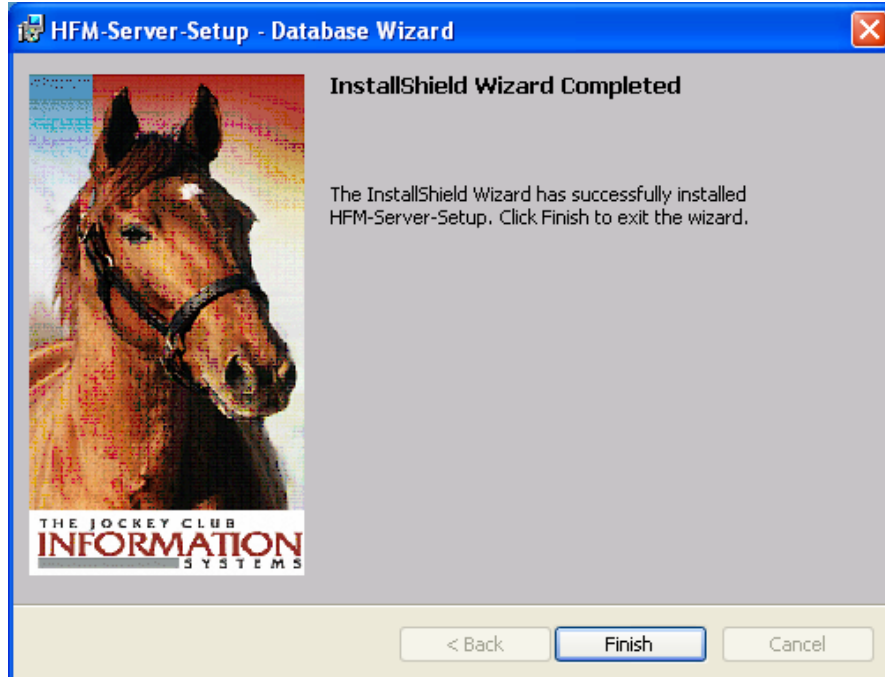 HFM-Server-Setup - Database Wizard
InstallShield Wizard Completed
The InstallShield Wizard has successfully installed
HFM-Server-Setup. Click Finish to exit the wizard.
THE JOCKEY CLUB
INFORMATION
SYSTEMS
< Back Finish Cancel